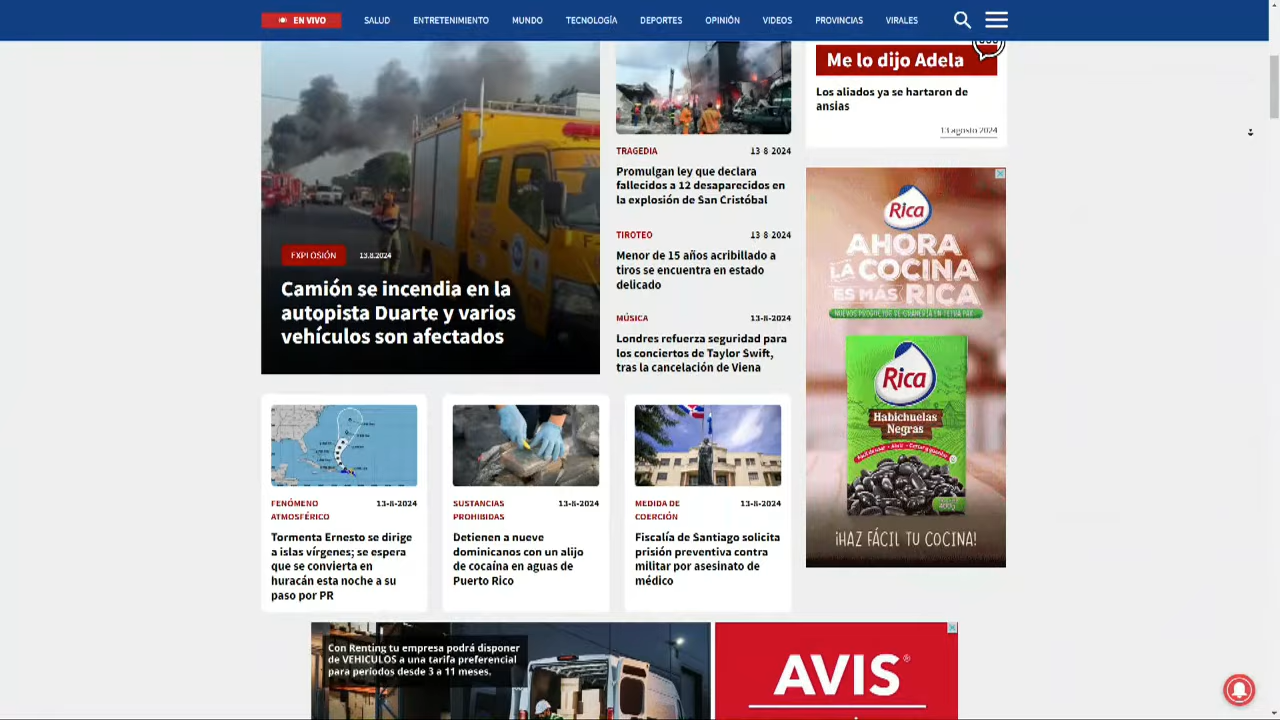 EN VIVO
SALUD
ENTRETENIMIENTO
MUNDO
TECNOLOGÍA
DEPORTES
OPINIÓN
VIDEOS
PROVINCIAS
VIRALES
EXPLOSIÓN
13.8.2024
Camión se incendia en la
autopista Duarte y varios
vehículos son afectados
TRAGEDIA
13 8 2024
Promulgan ley que declara
fallecidos a 12 desaparecidos en
la explosión de San Cristóbal
TIROTEO
13 8 2024
Menor de 15 años acribillado a
tiros se encuentra en estado
delicado
MÚSICA
13-8-2024
Londres refuerza seguridad para
los conciertos de Taylor Swift,
tras la cancelación de Viena
Me lo dijo Adela
Los aliados ya se hartaron de
ansias
13 agosto 2024
Rica
AHORA
LA COCINA
ES MÁS RICA
Rica
Habichuelas
Negras
400g
¡HAZ FÁCIL TU COCINA!
FENÓMENO
ATMOSFÉRICO
13-8-2024
Tormenta Ernesto se dirige
a islas vírgenes; se espera
que se convierta en
huracán esta noche a su
paso por PR
SUSTANCIAS
PROHIBIDAS
13-8-2024
Detienen a nueve
dominicanos con un alijo
de cocaína en aguas de
Puerto Rico
MEDIDA DE
COERCIÓN
13-8-2024
Fiscalía de Santiago solicita
prisión preventiva contra
militar por asesinato de
médico
Con Renting tu empresa podrá disponer
de VEHICULOS a una tarifa preferencial
para períodos desde 3 a 11 meses.
AVIS®